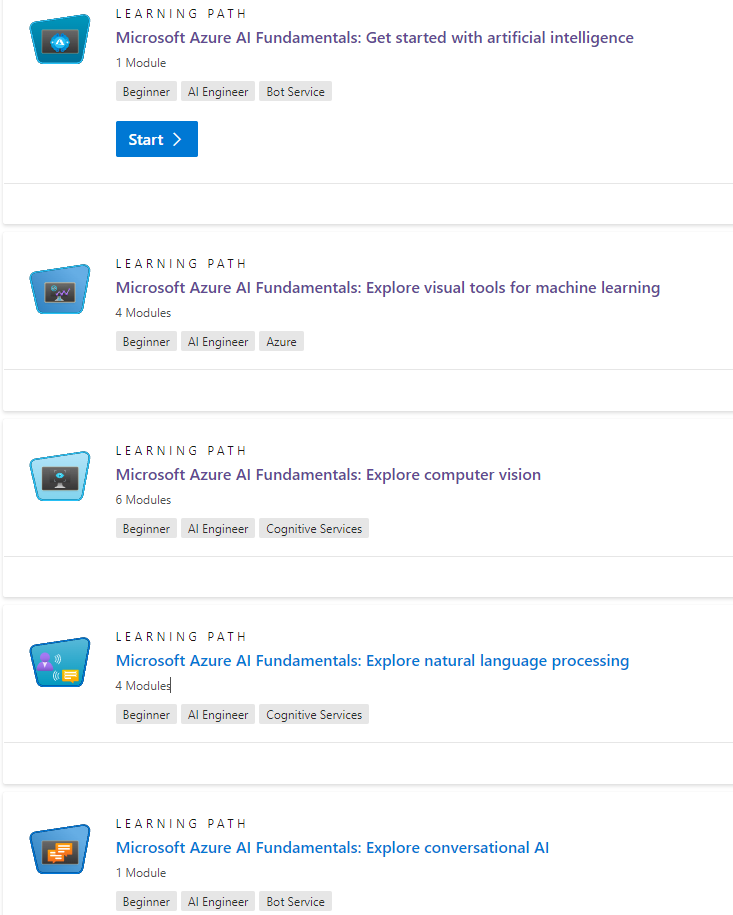 LEARNING PATH
Microsoft Azure AI Fundamentals: Get started with artificial intelligence
1 Module
Beginner AI Engineer Bot Service
Start
LEARNING PATH
Microsoft Azure AI Fundamentals: Explore visual tools for machine learning
4 Modules
Beginner AI Engineer Azure
LEARNING PATH
Microsoft Azure AI Fundamentals: Explore computer vision
6 Modules
Beginner AI Engineer Cognitive Services
LEARNING PATH
Microsoft Azure AI Fundamentals: Explore natural language processing
4 Modules
Beginner AI Engineer Cognitive Services
LEARNING PATH
Microsoft Azure AI Fundamentals: Explore conversational AI
1 Module
Beginner AI Engineer Bot Service